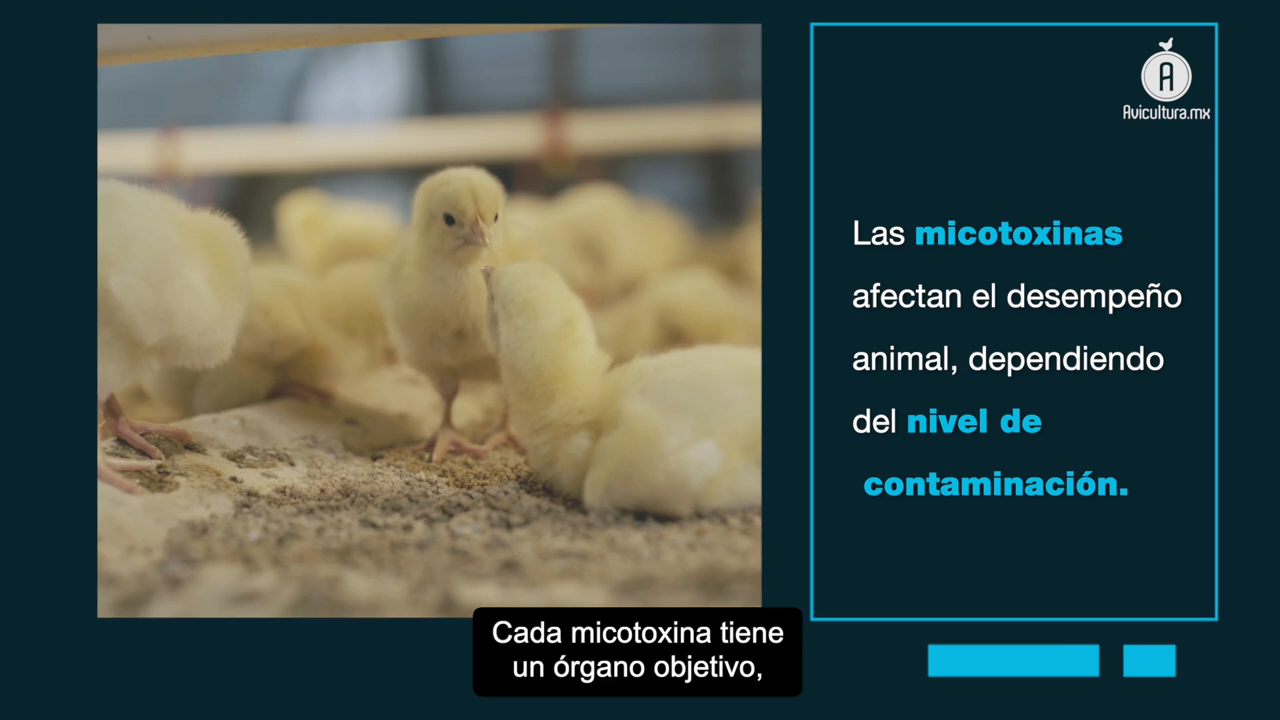 A
Avicultura.mx
Las micotoxinas
afectan el desempeño
animal, dependiendo
del nivel de
contaminación.
Cada micotoxina tiene
un órgano objetivo,